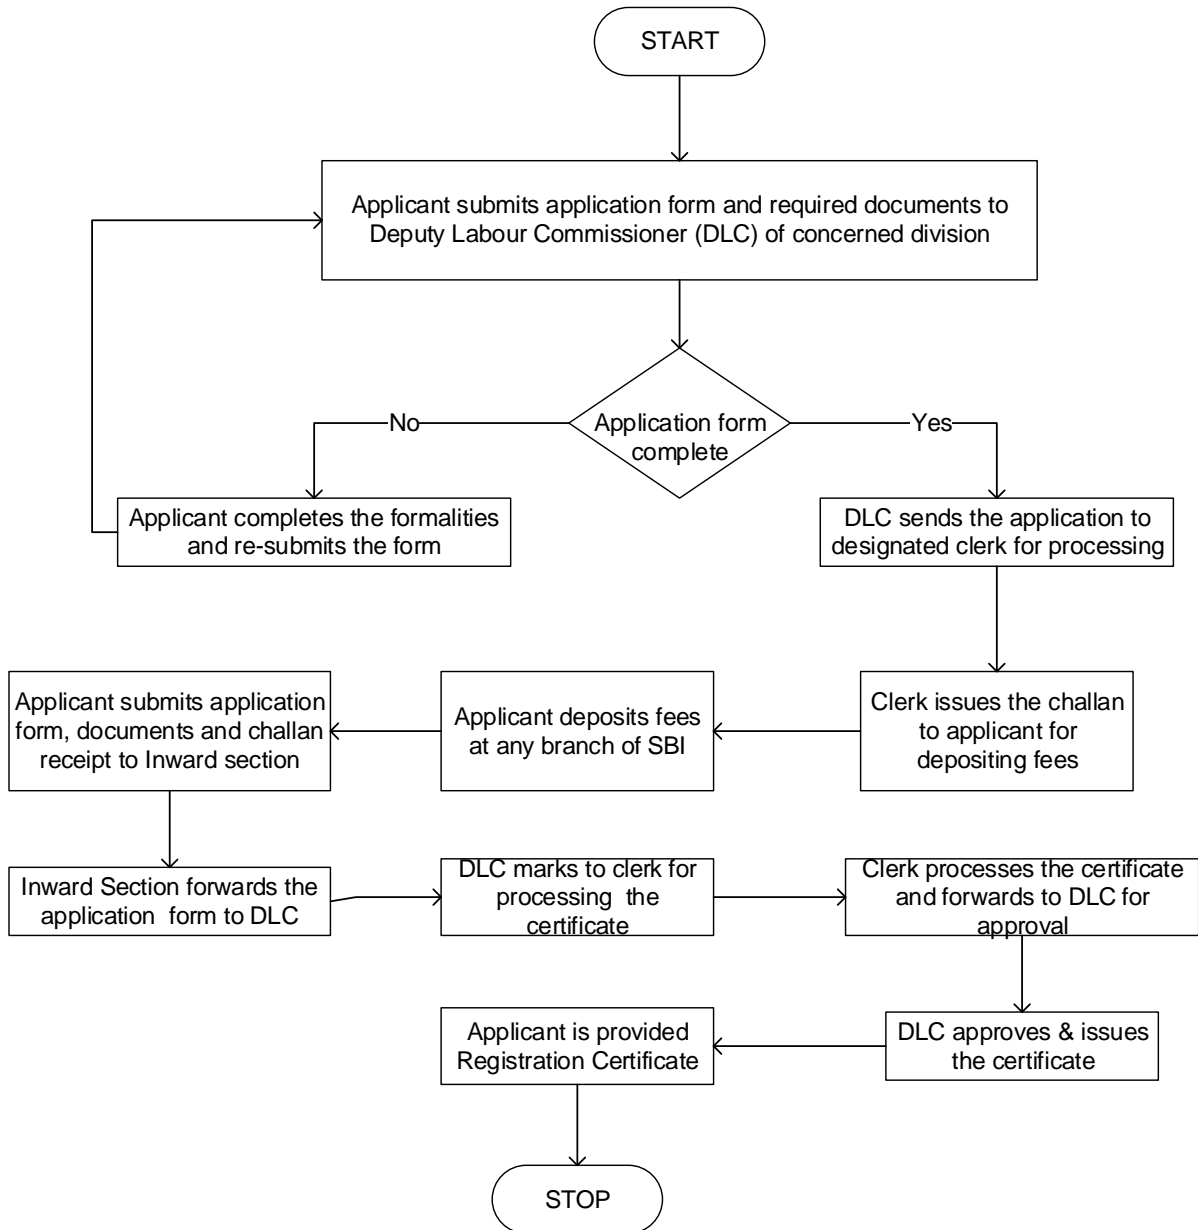 START
Applicant submits application form and required documents to
Deputy Labour Commissioner (DLC) of concerned division
Application form
complete
No
Yes
Applicant completes the formalities
and re-submits the form
DLC sends the application to
designated clerk for processing
Applicant submits application
form, documents and challan
receipt to Inward section
Applicant deposits fees
at any branch of SBI
Clerk issues the challan
to applicant for
depositing fees
Inward Section forwards the
application form to DLC
DLC marks to clerk for
processing the
certificate
Clerk processes the certificate
and forwards to DLC for
approval
Applicant is provided
Registration Certificate
DLC approves & issues
the certificate
STOP